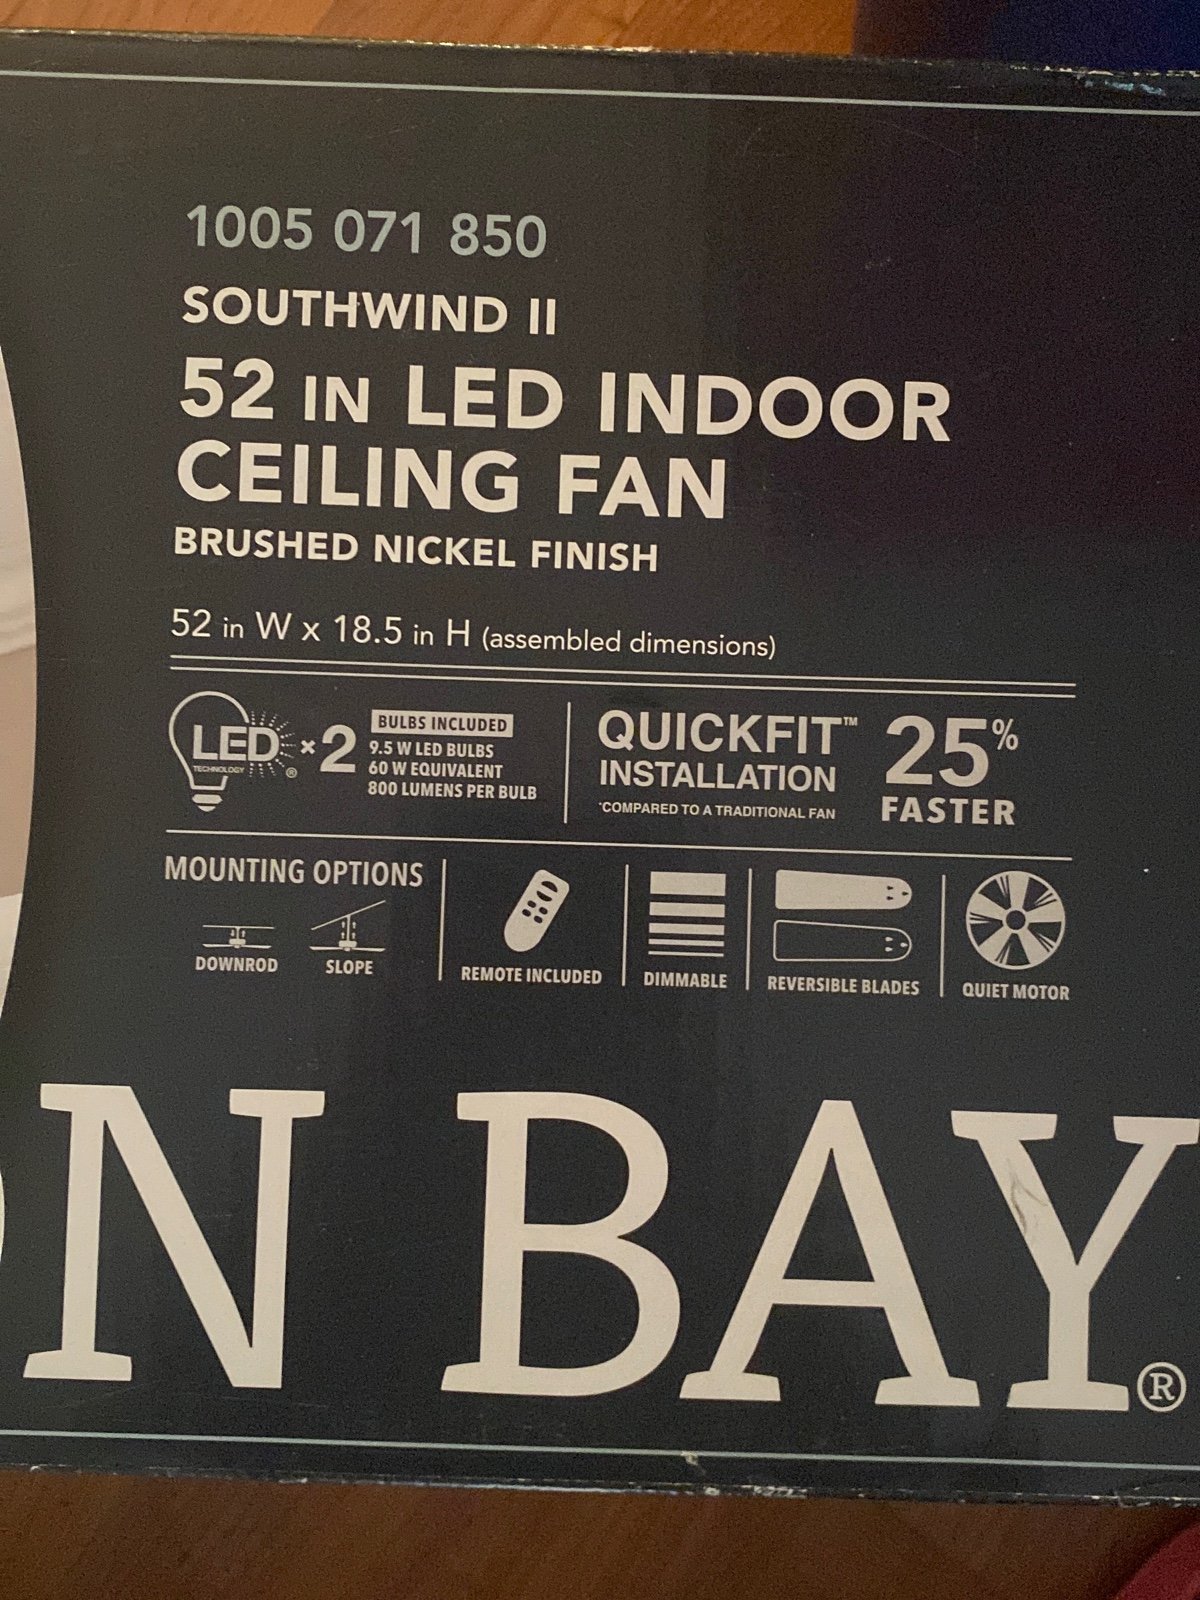 1005 071 850
SOUTHWIND II
52 IN LED INDOOR
CEILING FAN
BRUSHED NICKEL FINISH
52 in W x 18.5 in H (assembled dimensions)
LED
TECHNOLOGY ®
× 2
BULBS INCLUDED
9.5 W LED BULBS
60 W EQUIVALENT
800 LUMENS PER BULB
QUICKFIT™
INSTALLATION
*COMPARED TO A TRADITIONAL FAN
25%
FASTER
MOUNTING OPTIONS
DOWNROD
SLOPE
REMOTE INCLUDED
DIMMABLE
REVERSIBLE BLADES
QUIET MOTOR
N BAY®